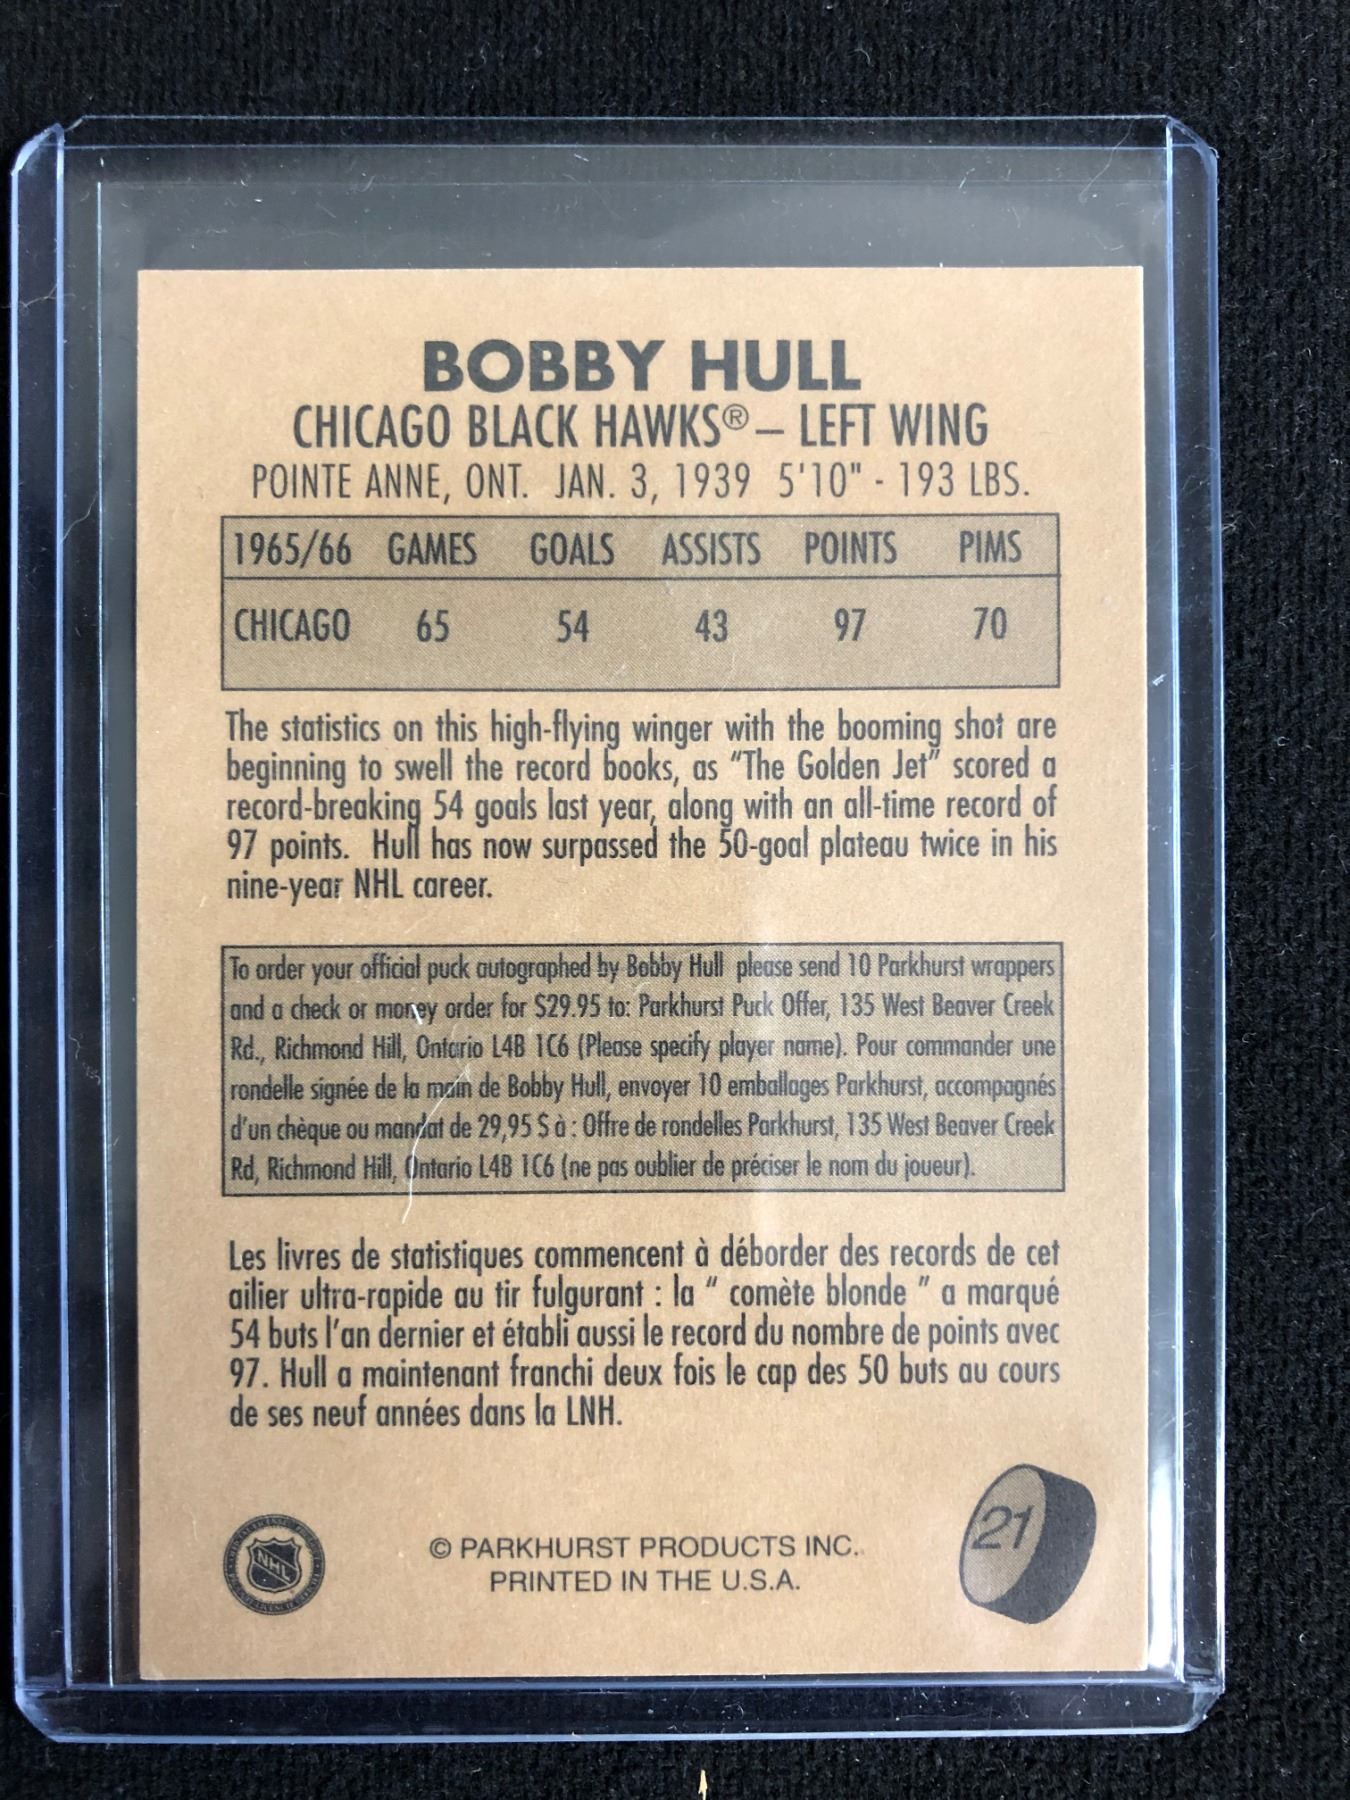 BOBBY HULL
CHICAGO BLACK HAWKS® – LEFT WING
POINTE ANNE, ONT. JAN. 3, 1939 5'10" - 193 LBS.
1965/66 GAMES GOALS ASSISTS POINTS PIMS
CHICAGO 65 54 43 97 70
The statistics on this high-flying winger with the booming shot are
beginning to swell the record books, as “The Golden Jet” scored a
record-breaking 54 goals last year, along with an all-time record of
97 points. Hull has now surpassed the 50-goal plateau twice in his
nine-year NHL career.
To order your official puck autographed by Bobby Hull please send 10 Parkhurst wrappers
and a check or money order for $29.95 to: Parkhurst Puck Offer, 135 West Beaver Creek
Rd., Richmond Hill, Ontario L4B 1C6 (Please specify player name). Pour commander une
rondelle signée de la main de Bobby Hull, envoyer 10 emballages Parkhurst, accompagnés
d'un chèque ou mandat de 29,95 $ à : Offre de rondelles Parkhurst, 135 West Beaver Creek
Rd, Richmond Hill, Ontario L4B 1C6 (ne pas oublier de préciser le nom du joueur).
Les livres de statistiques commencent à déborder des records de cet
ailier ultra-rapide au tir fulgurant : la “ comète blonde ” a marqué
54 buts l'an dernier et établi aussi le record du nombre de points avec
97. Hull a maintenant franchi deux fois le cap des 50 buts au cours
de ses neuf années dans la LNH.
NHL
© PARKHURST PRODUCTS INC.
PRINTED IN THE U.S.A.
21